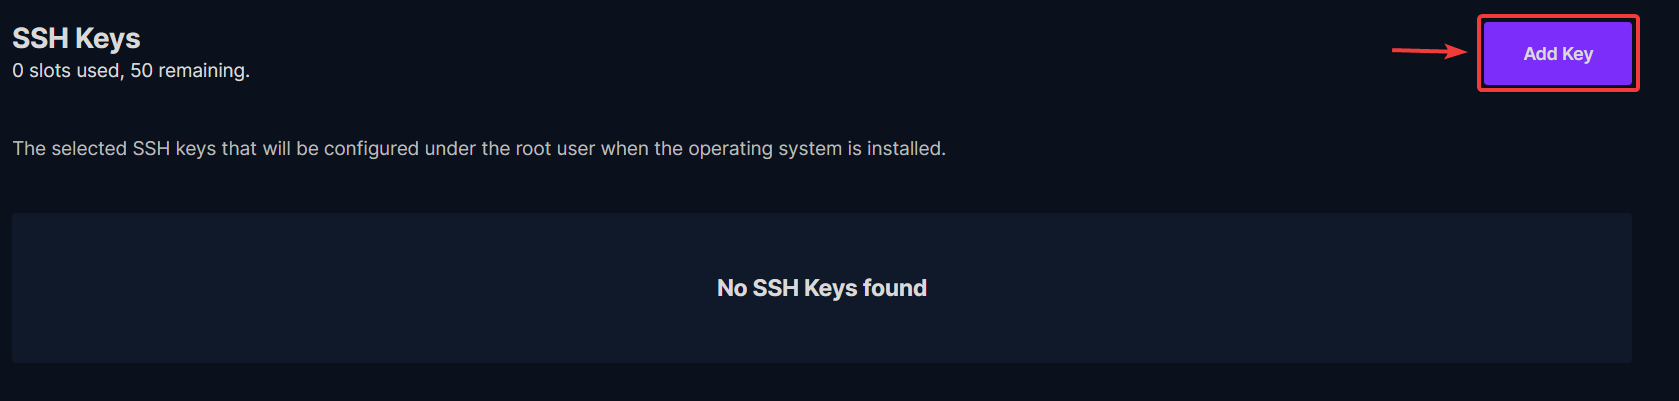 SSH Keys
0 slots used, 50 remaining.
Add Key
The selected SSH keys that will be configured under the root user when the operating system is installed.
No SSH Keys found